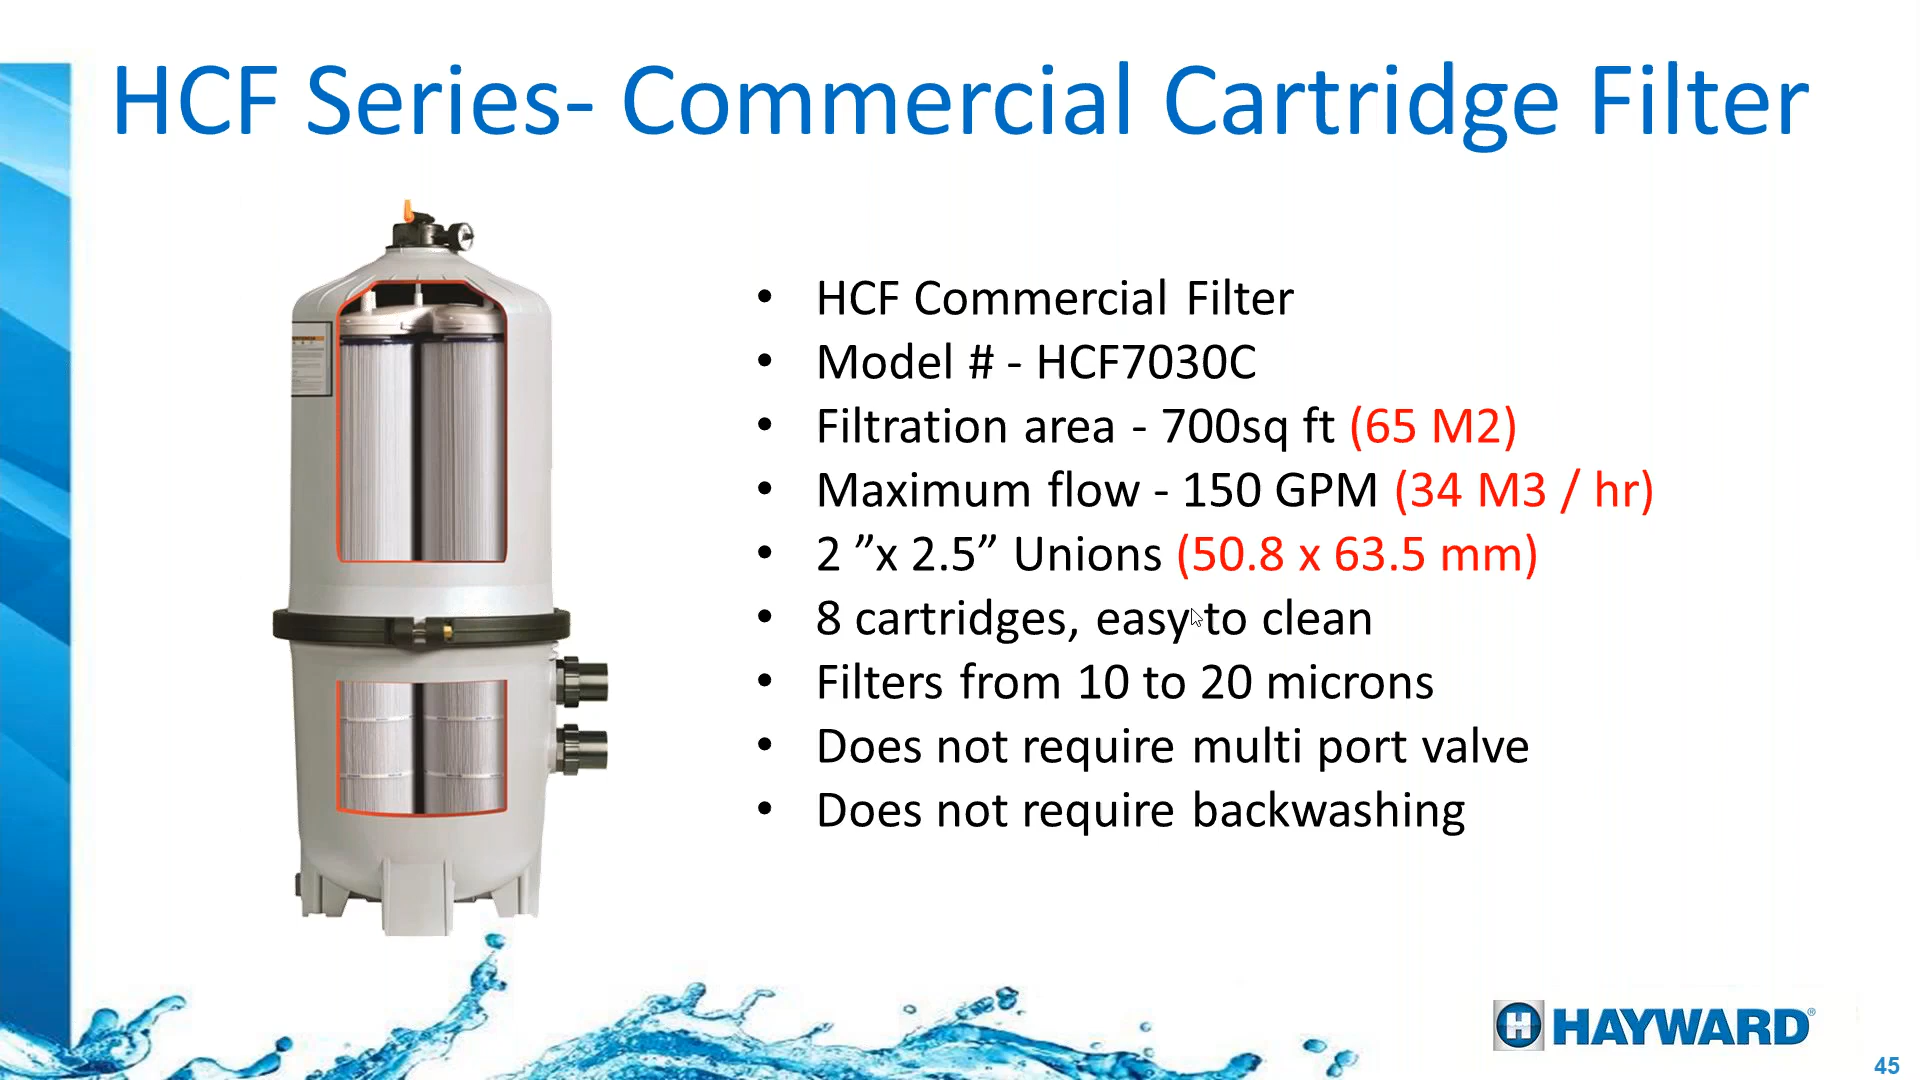 HCF Series- Commercial Cartridge Filter
• HCF Commercial Filter
• Model # - HCF7030C
• Filtration area - 700sq ft (65 M2)
• Maximum flow - 150 GPM (34 M3 / hr)
• 2 ”x 2.5” Unions (50.8 x 63.5 mm)
• 8 cartridges, easy to clean
• Filters from 10 to 20 microns
• Does not require multi port valve
• Does not require backwashing
HAYWARD®
45